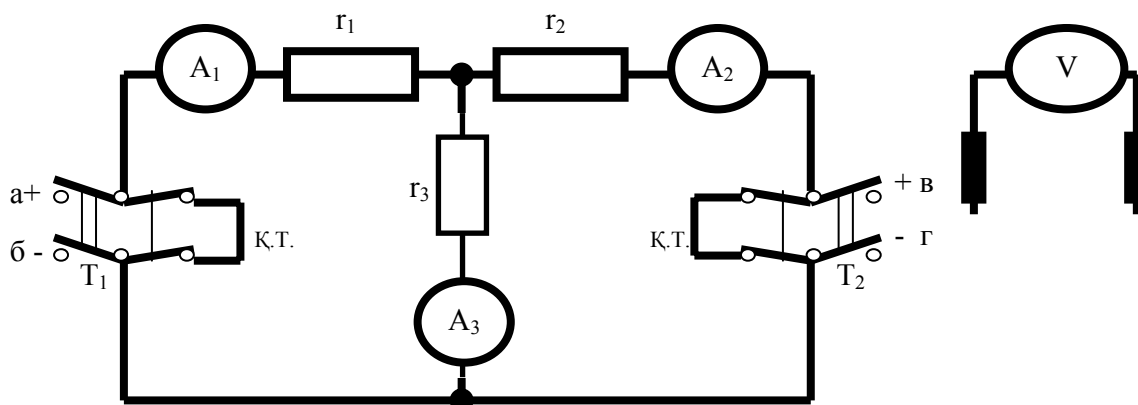 r1 r2
A1 A2 V
r3
а+ + в
Қ.Т. Қ.Т.
б - - г
T1 T2
A3